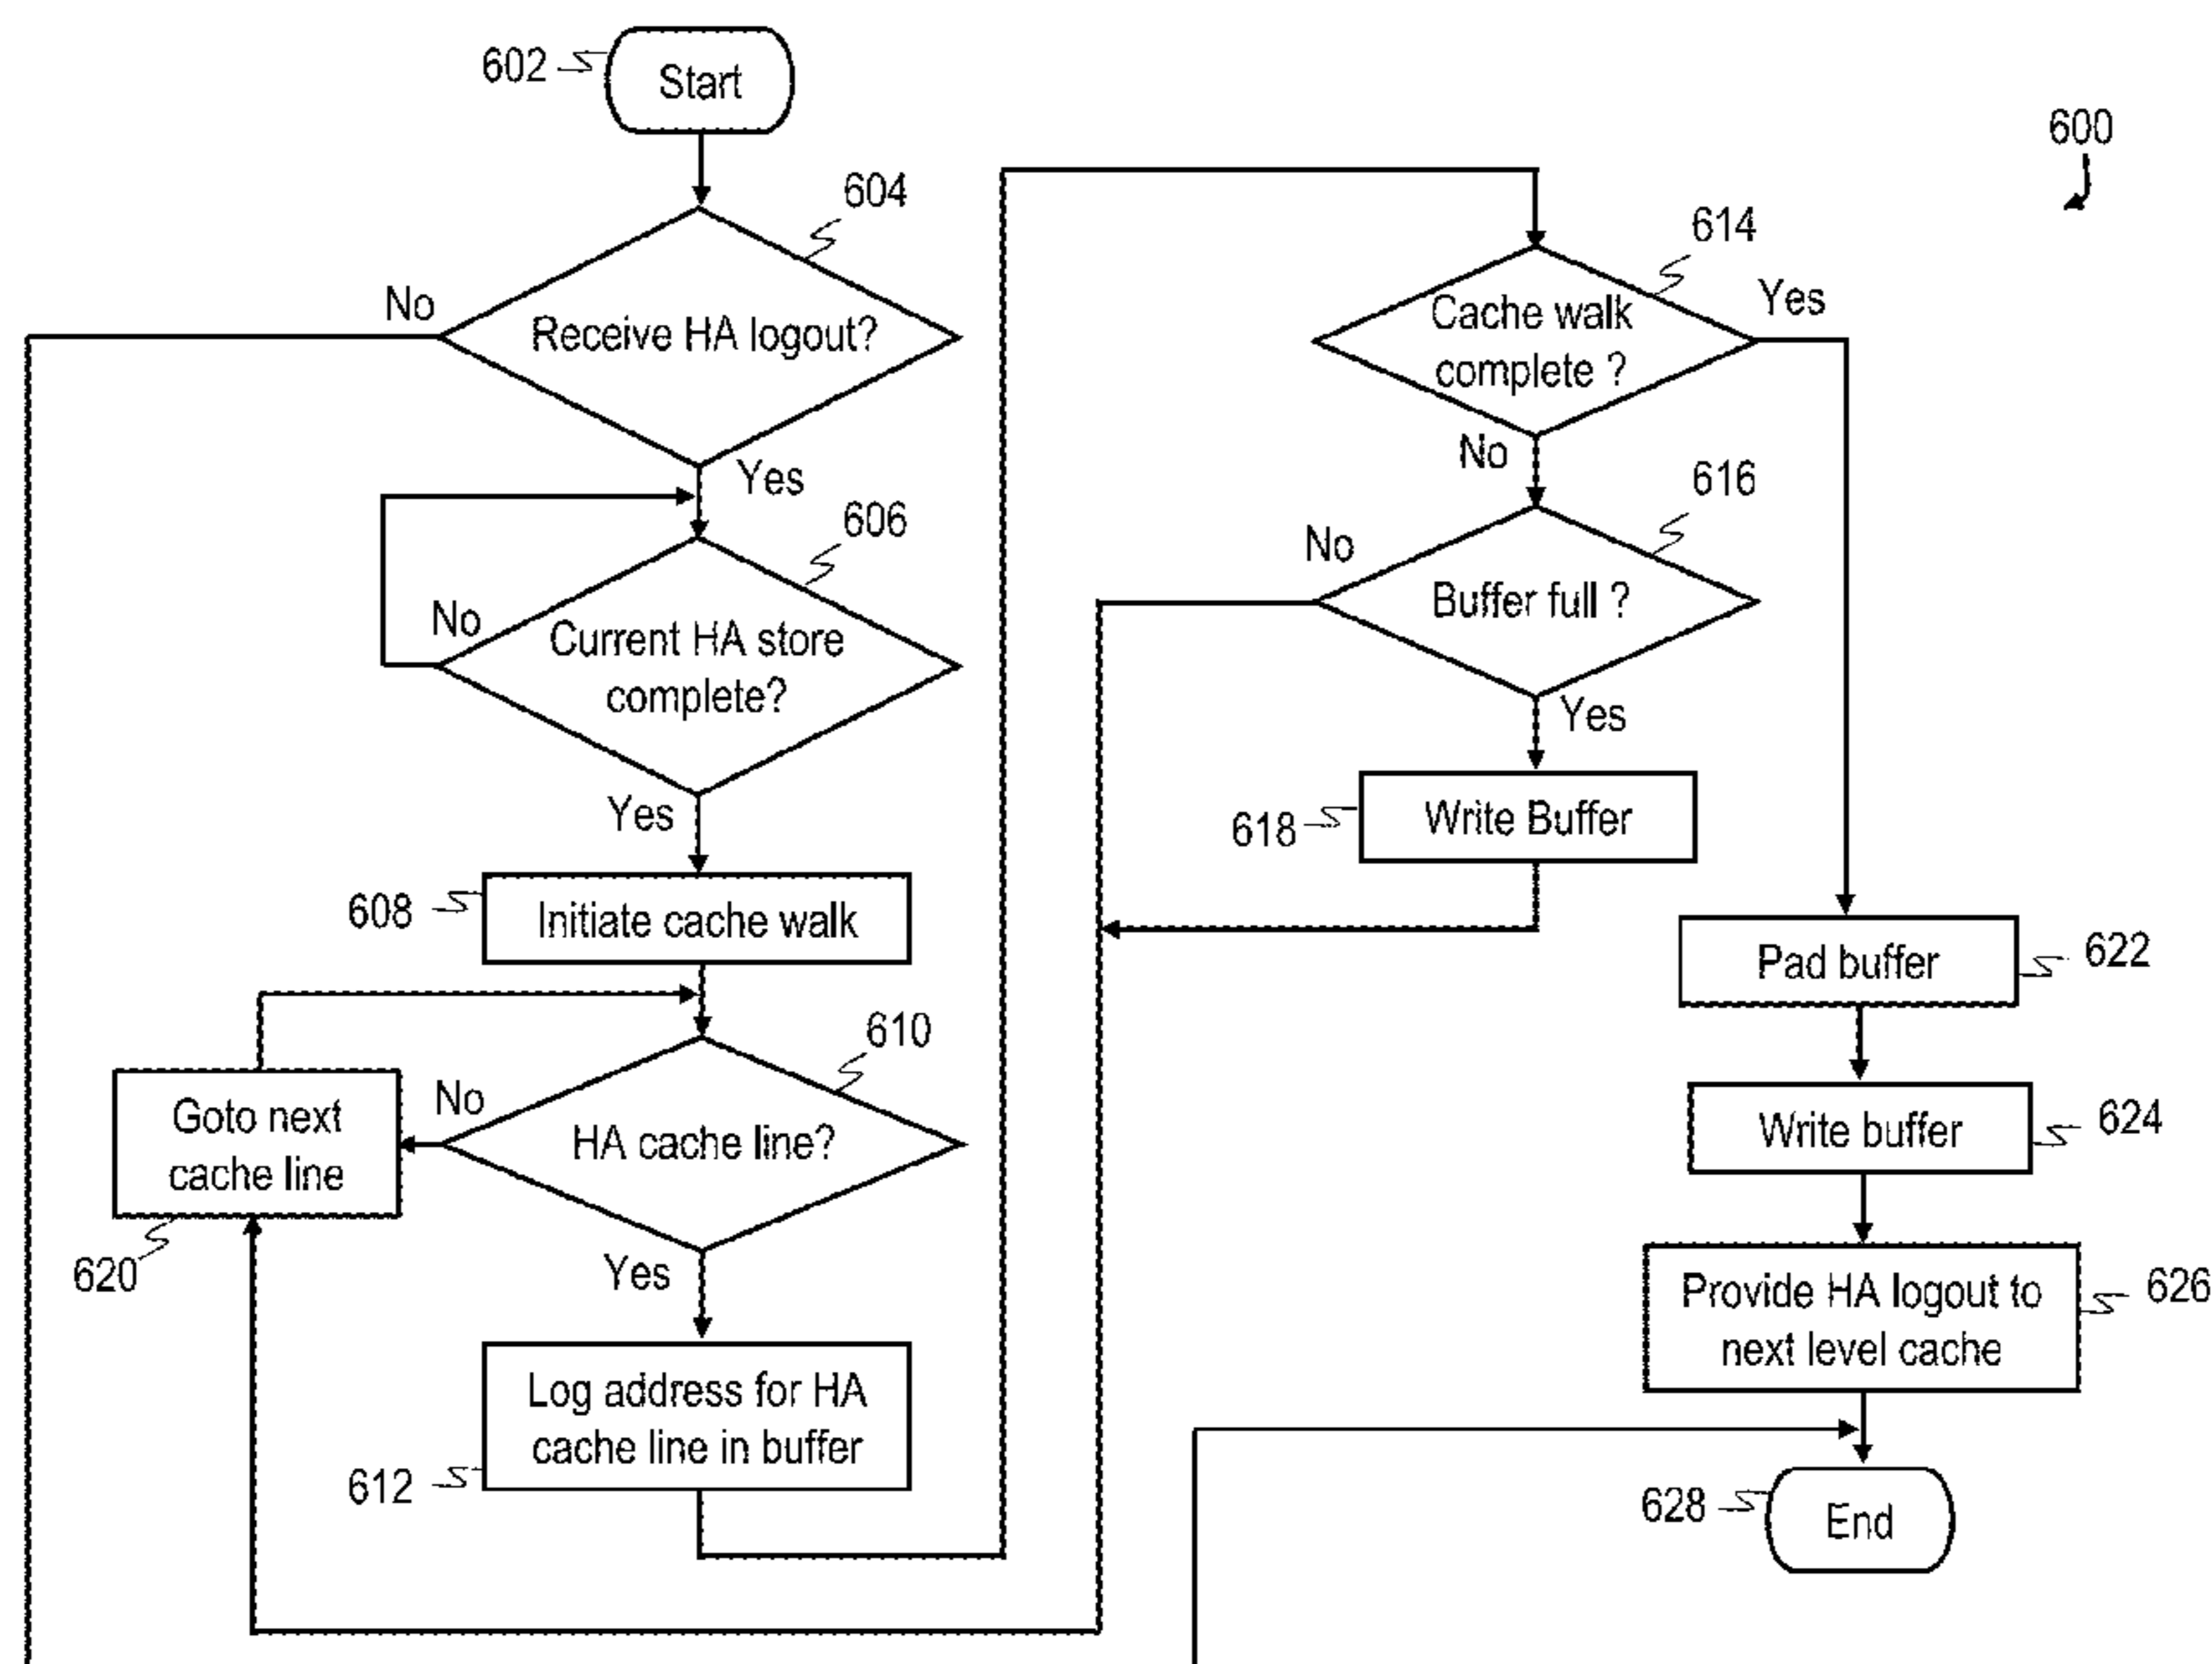 602
Start
600
604
Receive HA logout?
No
Yes
606
Current HA store
complete?
No
Yes
608
Initiate cache walk
610
HA cache line?
No
Goto next
cache line
620
Yes
Log address for HA
cache line in buffer
612
614
Cache walk
complete ?
Yes
No
616
Buffer full ?
No
Yes
618
Write Buffer
Pad buffer
622
Write buffer
624
Provide HA logout to
next level cache
626
628
End